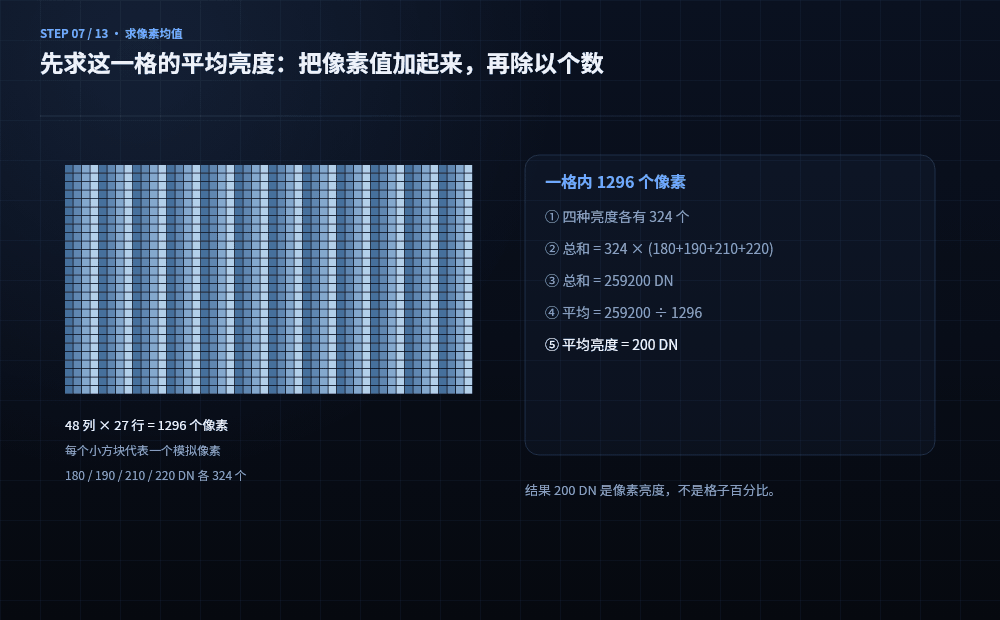 STEP 07 / 13 · 求像素均值
先求这一格的平均亮度：把像素值加起来，再除以个数
48 列 × 27 行 = 1296 个像素
每个小方块代表一个模拟像素
180 / 190 / 210 / 220 DN 各 324 个
一格内 1296 个像素
① 四种亮度各有 324 个
② 总和 = 324 × (180+190+210+220)
③ 总和 = 259200 DN
④ 平均 = 259200 ÷ 1296
⑤ 平均亮度 = 200 DN
结果 200 DN 是像素亮度，不是格子百分比。